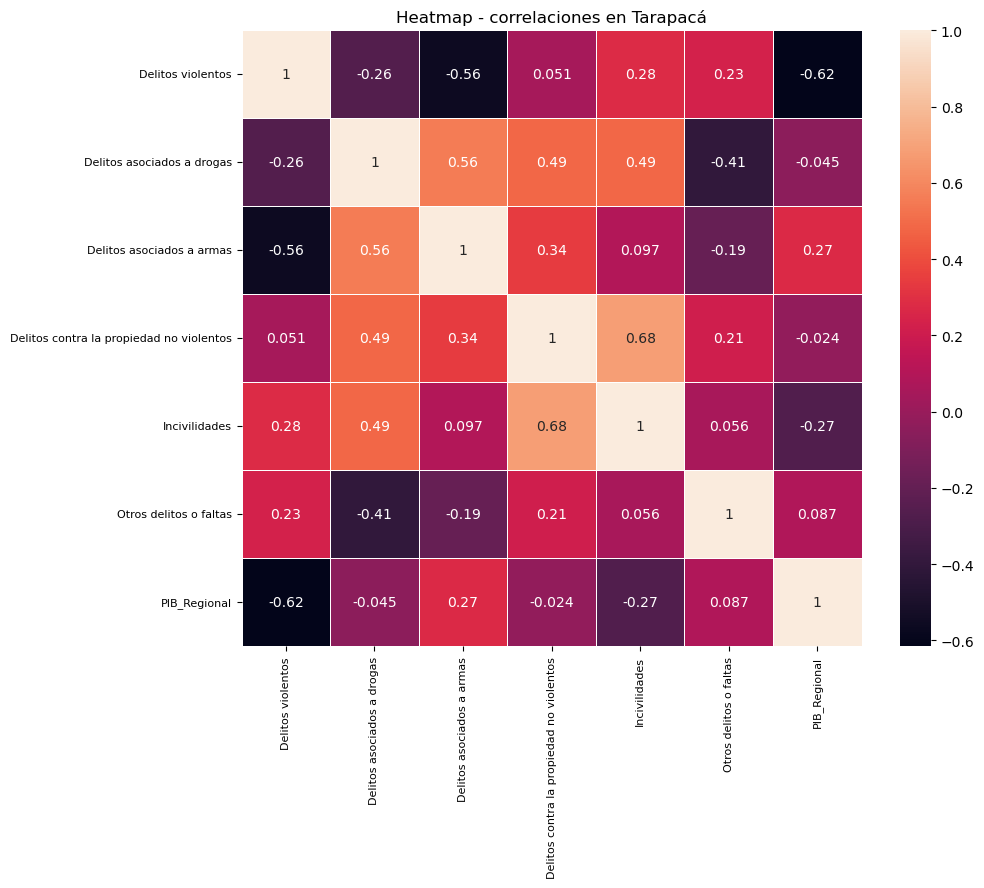 Heatmap - correlaciones en Tarapacá
Delitos violentos
1 -0.26 -0.56 0.051 0.28 0.23 -0.62
Delitos asociados a drogas
-0.26 1 0.56 0.49 0.49 -0.41 -0.045
Delitos asociados a armas
-0.56 0.56 1 0.34 0.097 -0.19 0.27
Delitos contra la propiedad no violentos
0.051 0.49 0.34 1 0.68 0.21 -0.024
Incivilidades
0.28 0.49 0.097 0.68 1 0.056 -0.27
Otros delitos o faltas
0.23 -0.41 -0.19 0.21 0.056 1 0.087
PIB_Regional
-0.62 -0.045 0.27 -0.024 -0.27 0.087 1
Delitos violentos
Delitos asociados a drogas
Delitos asociados a armas
Delitos contra la propiedad no violentos
Incivilidades
Otros delitos o faltas
PIB_Regional
1.0
0.8
0.6
0.4
0.2
0.0
−0.2
−0.4
−0.6